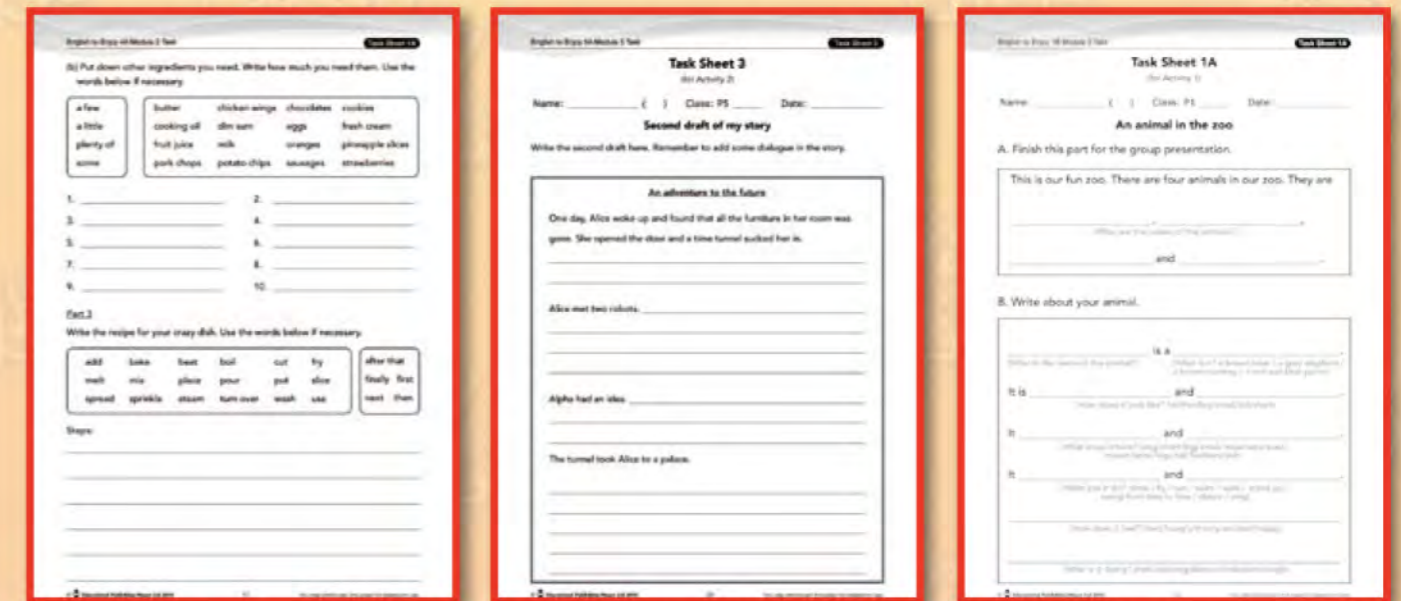 Task Sheet 1A
(b) Put down other ingredients you need. Write how much you need them. Use the
words below if necessary.
a few
a little
plenty of
some
butter chicken wings chocolates cookies
cooking oil dim sum eggs fresh cream
fruit juice milk oranges pineapple slices
pork chops potato chips sausages strawberries
1. 2.
3. 4.
5. 6.
7. 8.
9. 10.
Part 3
Write the recipe for your crazy dish. Use the words below if necessary.
add bake beat boil cut fry
melt mix place pour put slice
spread sprinkle steam turn over wash use
after that
finally first
next then
Steps:
Task Sheet 3
Task Sheet 3
(for Activity 2)
Name: ( ) Class: P5 Date:
Second draft of my story
Write the second draft here. Remember to add some dialogue in the story.
An adventure to the future
One day, Alice woke up and found that all the furniture in her room was
gone. She opened the door and a time tunnel sucked her in.
Alice met two robots.
Alpha had an idea.
The tunnel took Alice to a palace.
Task Sheet 1A
Task Sheet 1A
(for Activity 1)
Name: ( ) Class: P1 Date:
An animal in the zoo
A. Finish this part for the group presentation.
This is our fun zoo. There are four animals in our zoo. They are
, ,
and .
B. Write about your animal.
is a .
It is and .
It and .
It and .